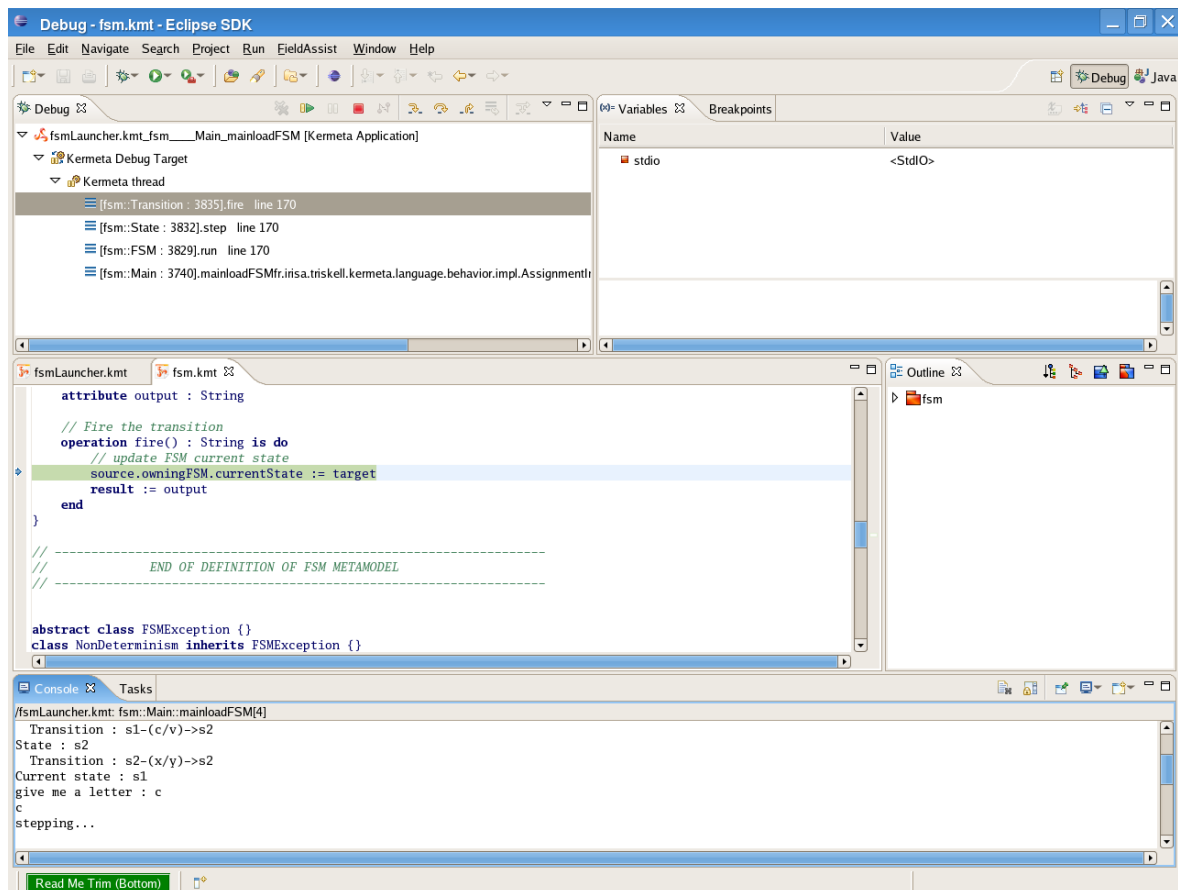 Debug - fsm.kmt - Eclipse SDK
File Edit Navigate Search Project Run FieldAssist Window Help
Debug Java
Debug
fsmLauncher.kmt_fsm____Main_mainloadFSM [Kermeta Application]
Kermeta Debug Target
Kermeta thread
[fsm::Transition : 3835].fire line 170
[fsm::State : 3832].step line 170
[fsm::FSM : 3829].run line 170
[fsm::Main : 3740].mainloadFSMfr.irisa.triskell.kermeta.language.behavior.impl.AssignmentIr
(x)= Variables Breakpoints
Name Value
stdio <StdIO>
fsmLauncher.kmt fsm.kmt
attribute output : String
// Fire the transition
operation fire() : String is do
// update FSM current state
source.owningFSM.currentState := target
result := output
end
}
// -------------------------------------------------------------------
// END OF DEFINITION OF FSM METAMODEL
// -------------------------------------------------------------------
abstract class FSMException {}
class NonDeterminism inherits FSMException {}
Outline
fsm
Console Tasks
/fsmLauncher.kmt: fsm::Main::mainloadFSM[4]
Transition : s1-(c/v)->s2
State : s2
Transition : s2-(x/y)->s2
Current state : s1
give me a letter : c
c
stepping...
Read Me Trim (Bottom)